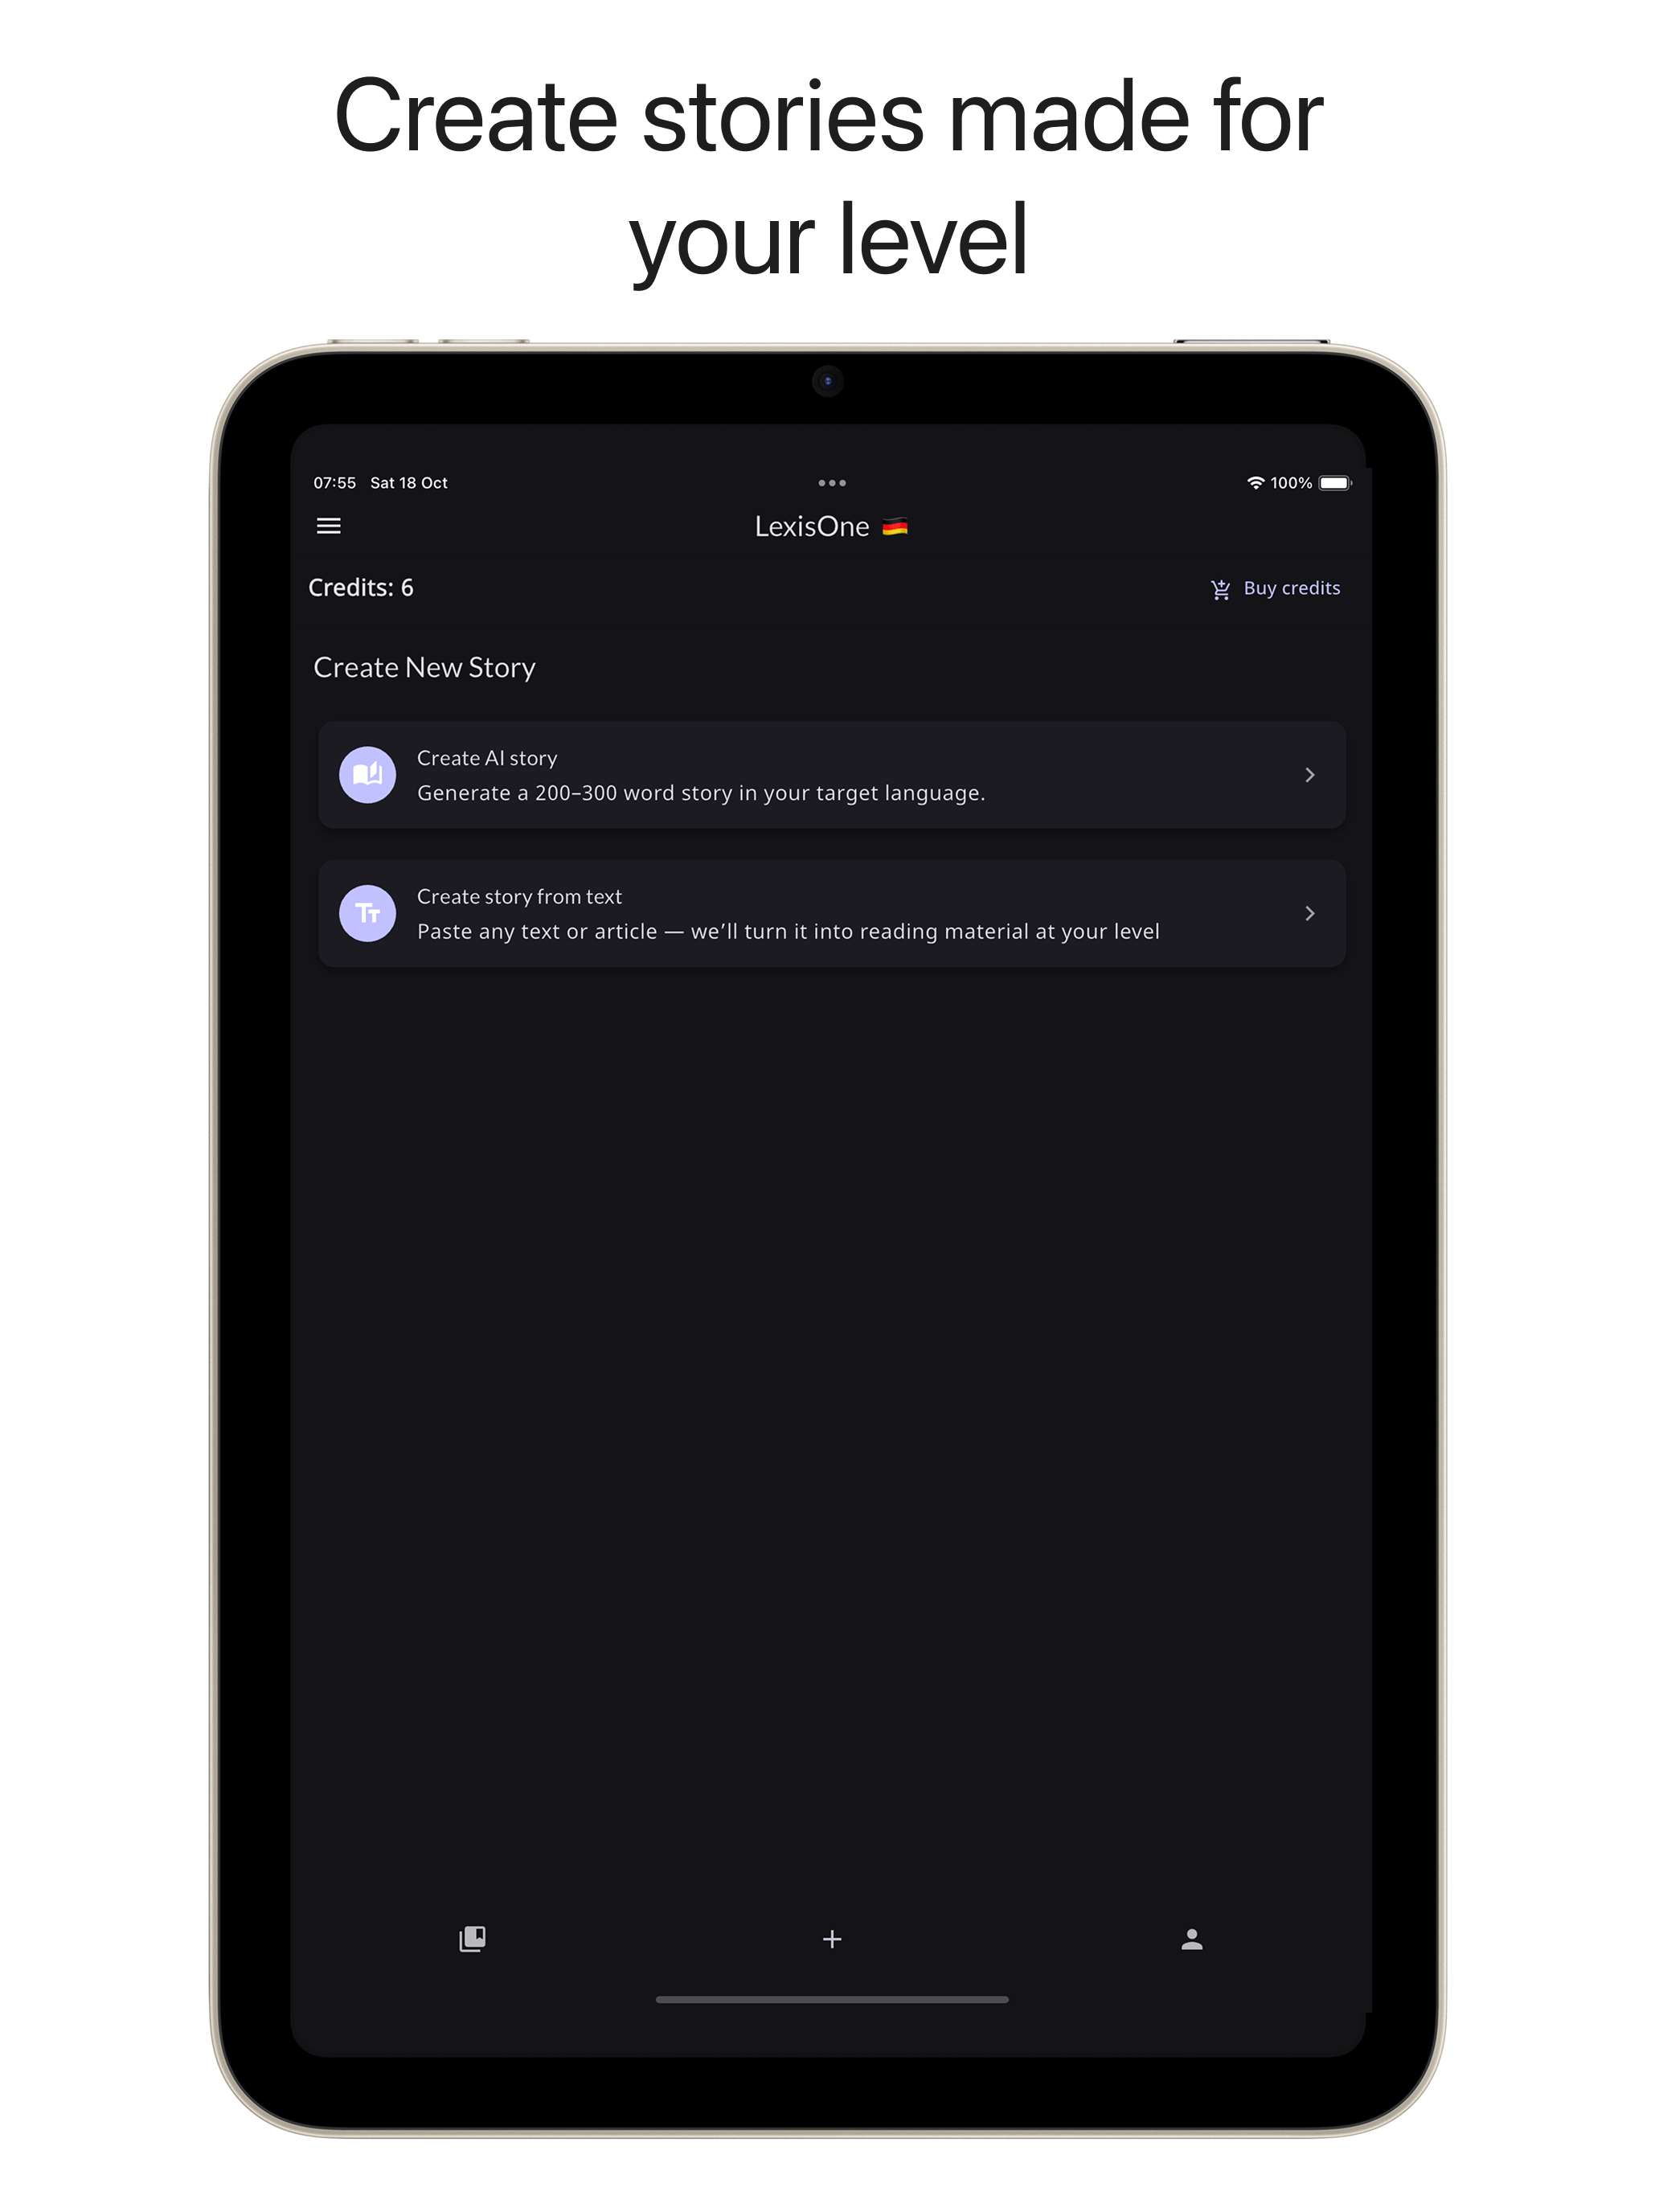 Create stories made for
your level
07:55 Sat 18 Oct
100%
LexisOne 🇩🇪
Credits: 6
Buy credits
Create New Story
Create AI story
Generate a 200–300 word story in your target language.
Tт
Create story from text
Paste any text or article — we’ll turn it into reading material at your level